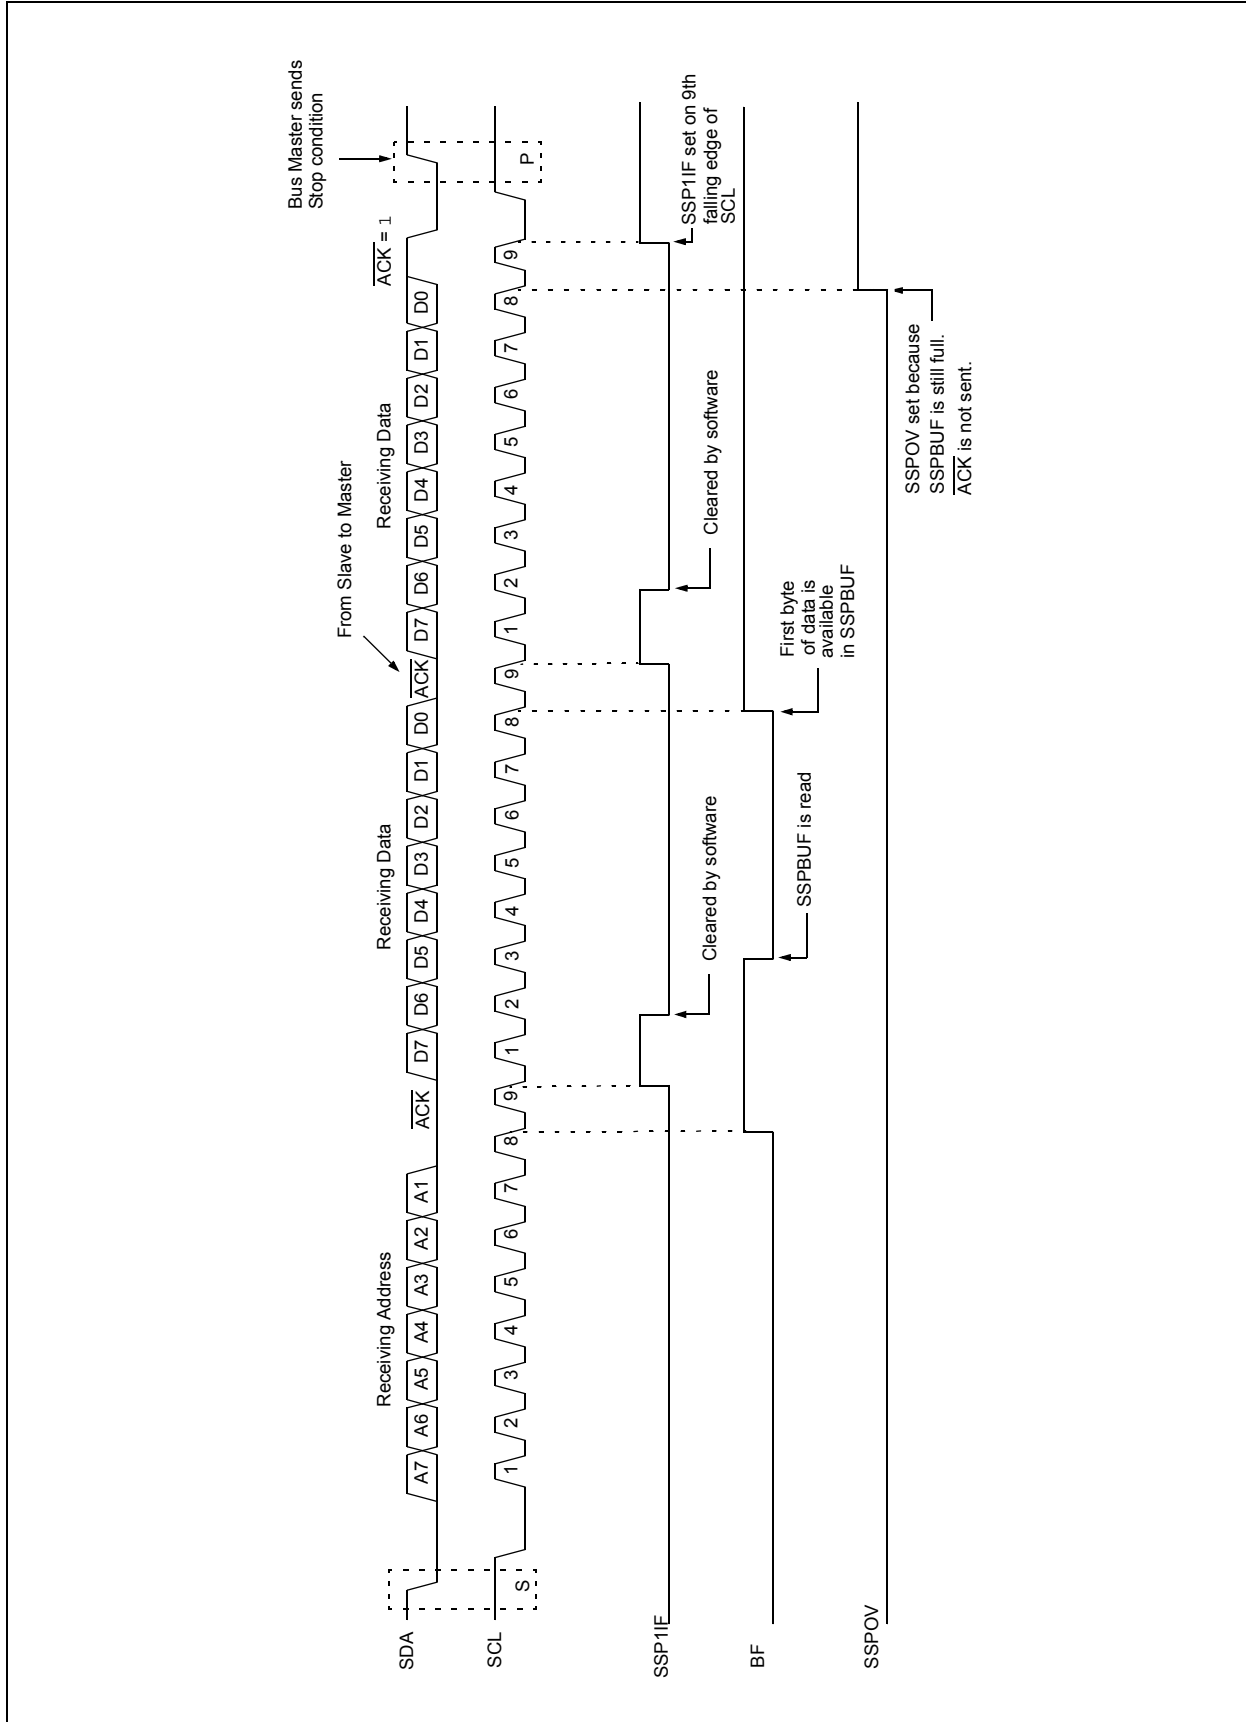 Bus Master sends
Stop condition
From Slave to Master
Receiving Address
Receiving Data
Receiving Data
ACK = 1
SDA
A7 A6 A5 A4 A3 A2 A1
ACK
D7 D6 D5 D4 D3 D2 D1 D0
ACK
D7 D6 D5 D4 D3 D2 D1 D0
SCL
S
1 2 3 4 5 6 7 8 9
1 2 3 4 5 6 7 8 9
1 2 3 4 5 6 7 8 9
P
SSP1IF
Cleared by software
Cleared by software
SSP1IF set on 9th
falling edge of
SCL
BF
SSPBUF is read
First byte
of data is
available
in SSPBUF
SSPOV
SSPOV set because
SSPBUF is still full.
ACK is not sent.